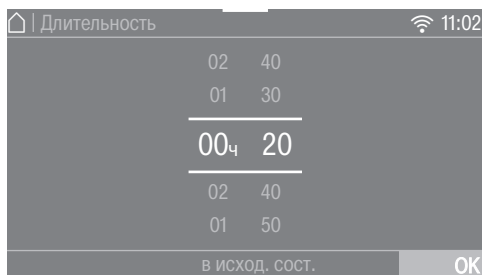 | Длительность 11:02
02 40
01 30
00ч 20
02 40
01 50
в исход. сост. OK